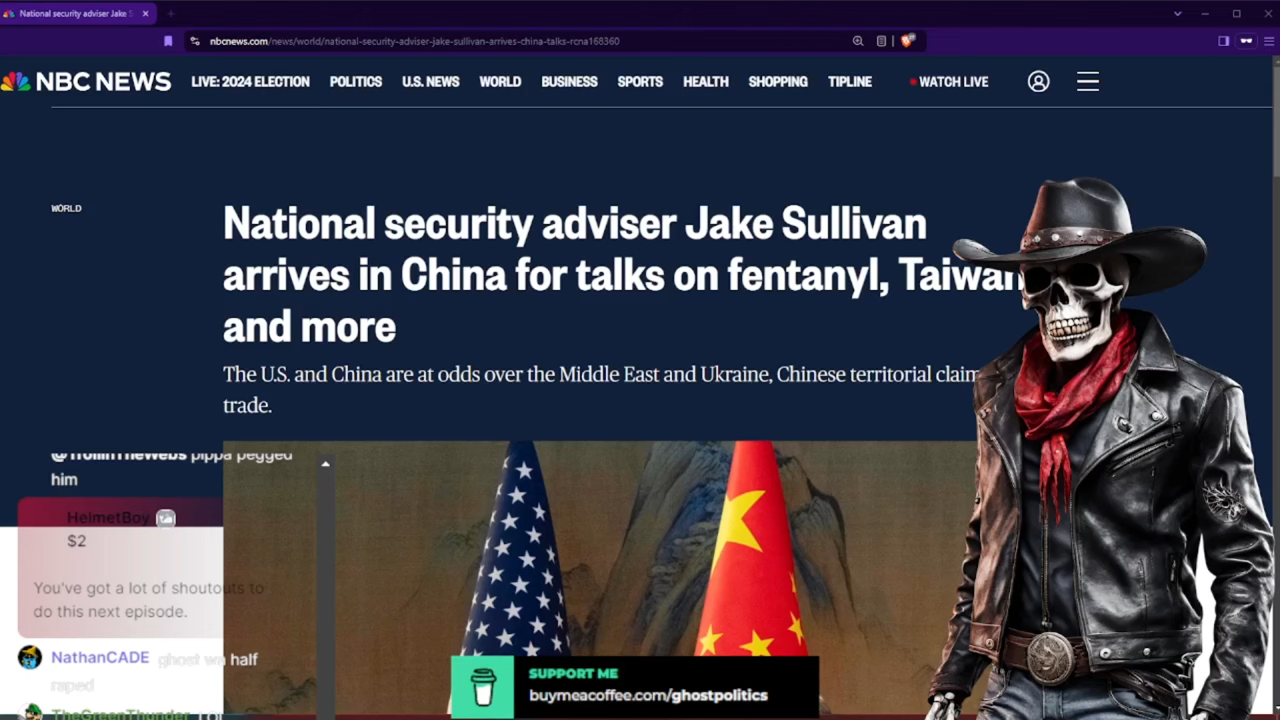 National security adviser Jake S
nbcnews.com/news/world/national-security-adviser-jake-sullivan-arrives-china-talks-rcna168360
NBC NEWS
LIVE: 2024 ELECTION POLITICS U.S. NEWS WORLD BUSINESS SPORTS HEALTH SHOPPING TIPLINE WATCH LIVE
WORLD
National security adviser Jake Sullivan
arrives in China for talks on fentanyl, Taiwan
and more
The U.S. and China are at odds over the Middle East and Ukraine, Chinese territorial claim
trade.
@TrollinTheWebs pippa pegged
him
HelmetBoy
$2
You've got a lot of shoutouts to
do this next episode.
NathanCADE ghost wa half
raped
TheGreenThunder
SUPPORT ME
buymeacoffee.com/ghostpolitics